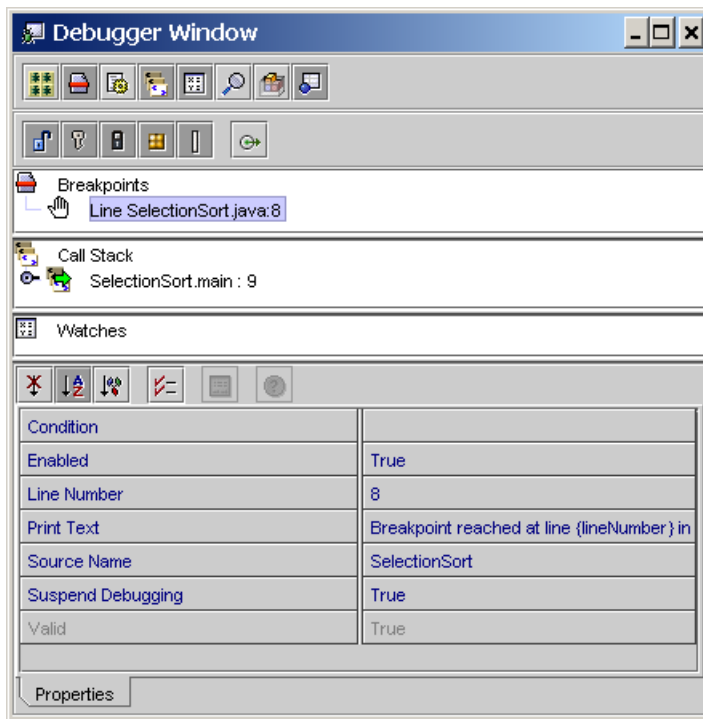 Debugger Window
Breakpoints
Line SelectionSort.java:8
Call Stack
SelectionSort.main : 9
Watches
Condition
Enabled True
Line Number 8
Print Text Breakpoint reached at line {lineNumber} in
Source Name SelectionSort
Suspend Debugging True
Valid True
Properties